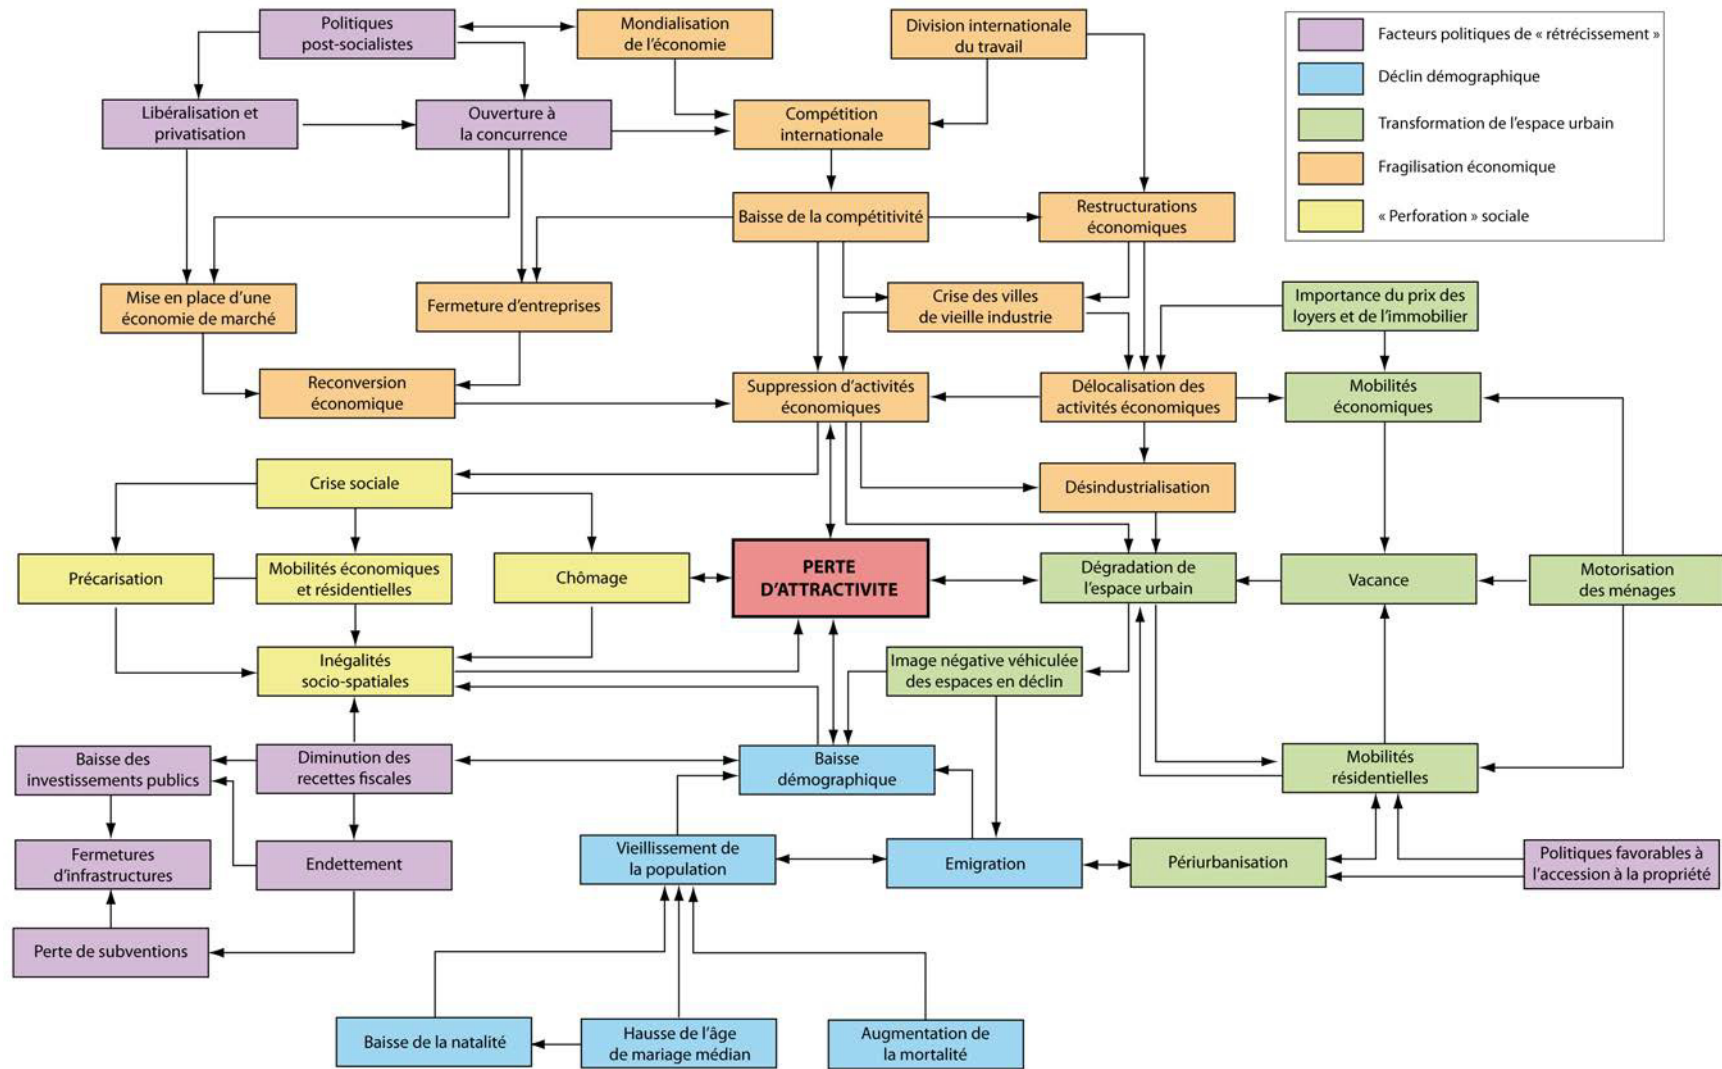 Politiques
post-socialistes
Mondialisation
de l'économie
Division internationale
du travail
Facteurs politiques de « rétrécissement »
Déclin démographique
Transformation de l'espace urbain
Fragilisation économique
« Perforation » sociale
Libéralisation et
privatisation
Ouverture à
la concurrence
Compétition
internationale
Baisse de la compétitivité
Restructurations
économiques
Mise en place d'une
économie de marché
Fermeture d'entreprises
Crise des villes
de vieille industrie
Importance du prix des
loyers et de l'immobilier
Reconversion
économique
Suppression d'activités
économiques
Délocalisation des
activités économiques
Mobilités
économiques
Crise sociale
Désindustrialisation
Précarisation
Mobilités économiques
et résidentielles
Chômage
PERTE
D'ATTRACTIVITE
Dégradation de
l'espace urbain
Vacance
Motorisation
des ménages
Inégalités
socio-spatiales
Image négative véhiculée
des espaces en déclin
Baisse des
investissements publics
Diminution des
recettes fiscales
Baisse
démographique
Mobilités
résidentielles
Fermetures
d'infrastructures
Endettement
Vieillissement de
la population
Emigration
Périurbanisation
Politiques favorables à
l'accession à la propriété
Perte de subventions
Baisse de la natalité
Hausse de l'âge
de mariage médian
Augmentation de
la mortalité